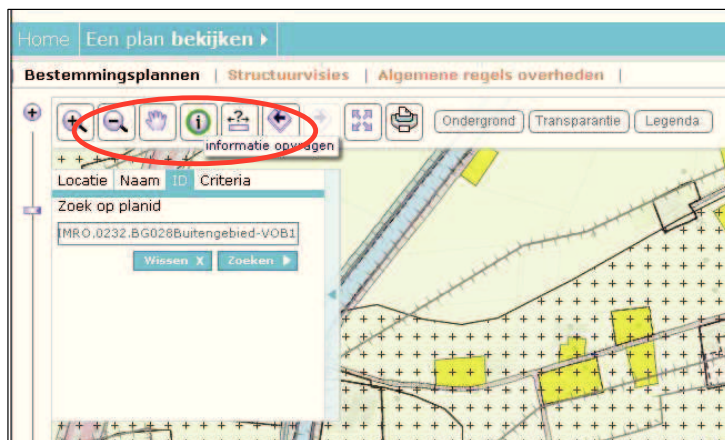 Home Een plan bekijken
Bestemmingsplannen | Structuurvisies | Algemene regels overheden |
Ondergrond Transparantie Legenda
informatie opvragen
Locatie Naam ID Criteria
Zoek op planid
IMRO.0232.BG028Buitengebied-VOB1
Wissen X Zoeken